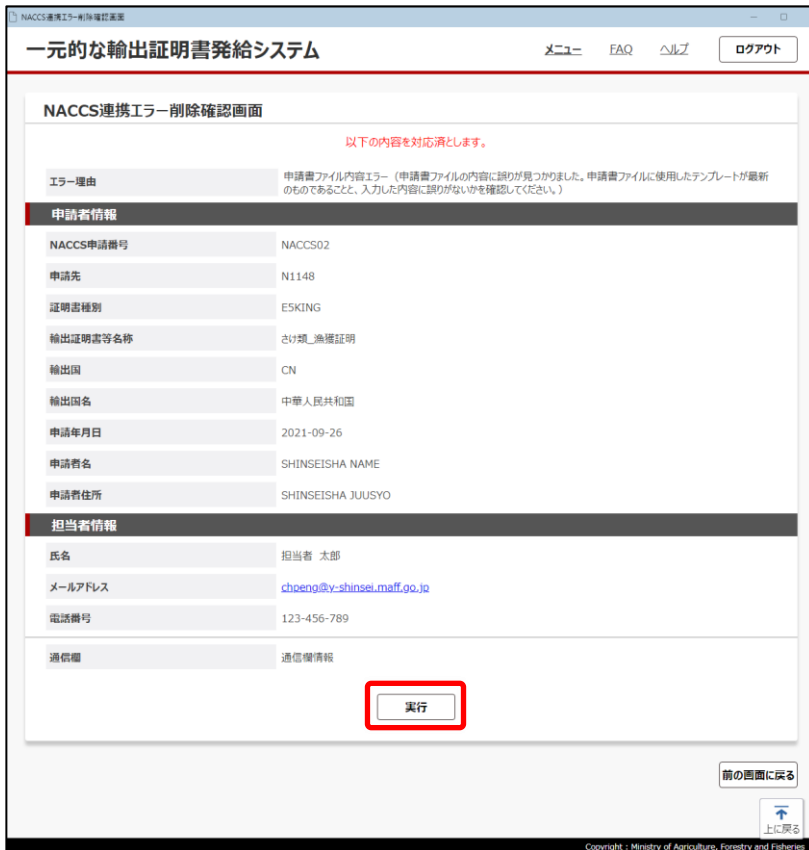 NACCS連携エラー削除確認画面
一元的な輸出証明書発給システム
メニュー FAQ ヘルプ ログアウト
NACCS連携エラー削除確認画面
以下の内容を対応済とします。
エラー理由 申請書ファイル内容エラー（申請書ファイルの内容に誤りが見つかりました。申請書ファイルに使用したテンプレートが最新
のものであることと、入力した内容に誤りがないかを確認してください。）
申請者情報
NACCS申請番号 NACCS02
申請先 N1148
証明書種別 E5KING
輸出証明書等名称 さけ類_漁獲証明
輸出国 CN
輸出国名 中華人民共和国
申請年月日 2021-09-26
申請者名 SHINSEISHA NAME
申請者住所 SHINSEISHA JUUSYO
担当者情報
氏名 担当者 太郎
メールアドレス chpeng@y-shinsei.maff.go.jp
電話番号 123-456-789
通信欄 通信欄情報
実行
前の画面に戻る
上に戻る
Copyright : Ministry of Agriculture, Forestry and Fisheries